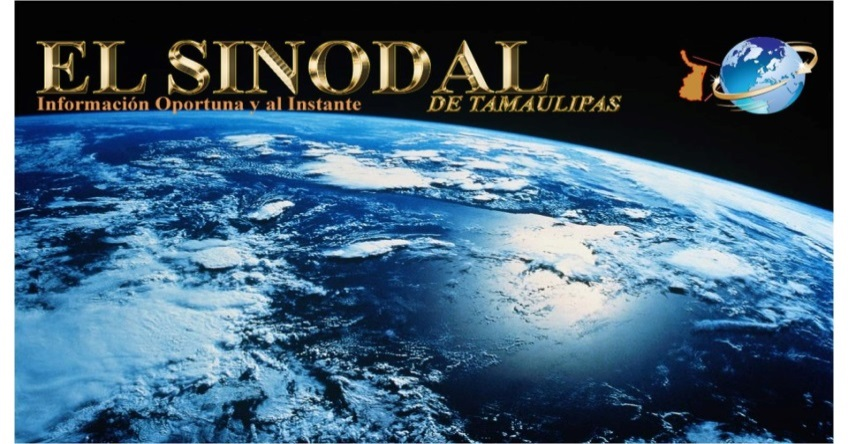 EL SINODAL
Información Oportuna y al Instante
DE TAMAULIPAS